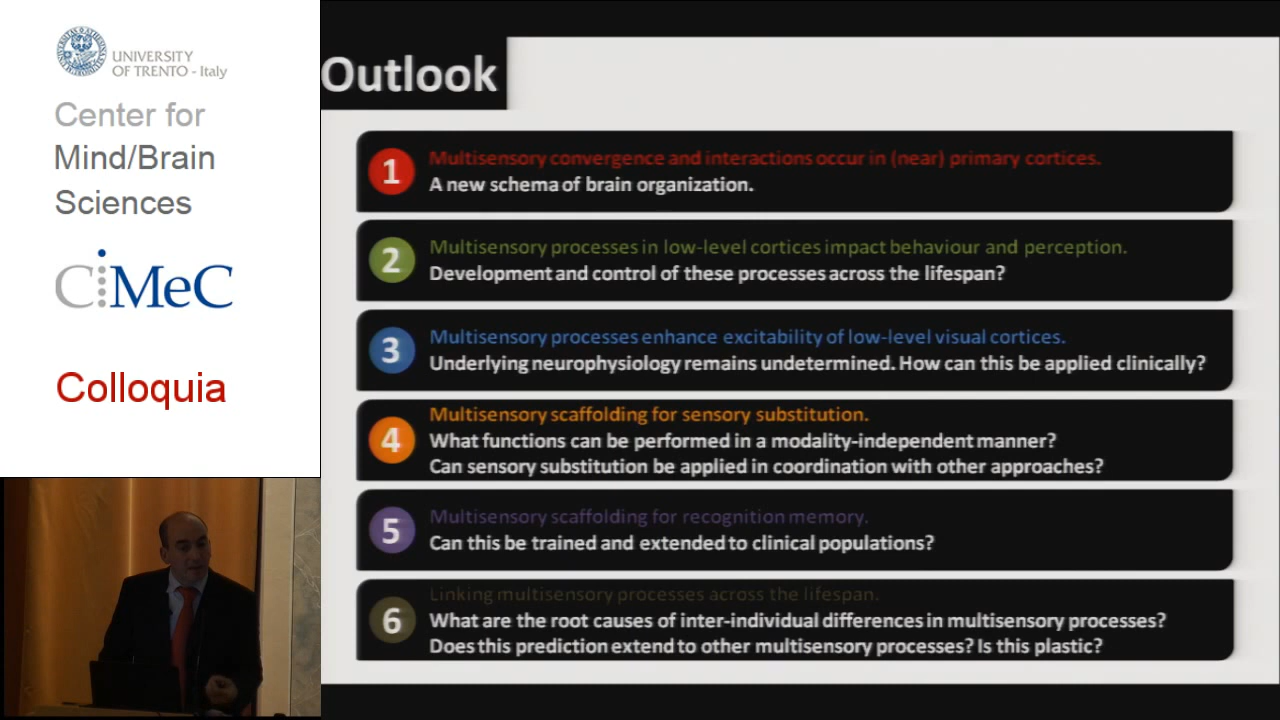 UNIVERSITY
OF TRENTO - Italy
Center for
Mind/Brain
Sciences
CiMeC
Colloquia
Outlook
1
Multisensory convergence and interactions occur in (near) primary cortices.
A new schema of brain organization.
2
Multisensory processes in low-level cortices impact behaviour and perception.
Development and control of these processes across the lifespan?
3
Multisensory processes enhance excitability of low-level visual cortices.
Underlying neurophysiology remains undetermined. How can this be applied clinically?
4
Multisensory scaffolding for sensory substitution.
What functions can be performed in a modality-independent manner?
Can sensory substitution be applied in coordination with other approaches?
5
Multisensory scaffolding for recognition memory.
Can this be trained and extended to clinical populations?
6
Linking multisensory processes across the lifespan.
What are the root causes of inter-individual differences in multisensory processes?
Does this prediction extend to other multisensory processes? Is this plastic?